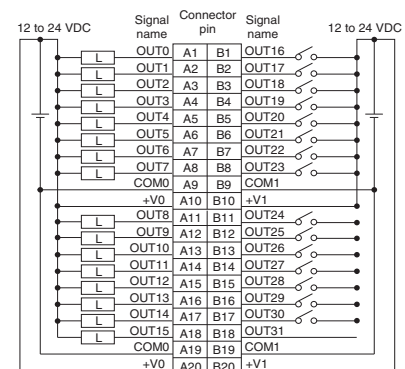 Signal name Connector pin Signal name
12 to 24 VDC 12 to 24 VDC
L OUT0 A1 B1 OUT16
L OUT1 A2 B2 OUT17
L OUT2 A3 B3 OUT18
L OUT3 A4 B4 OUT19
L OUT4 A5 B5 OUT20
L OUT5 A6 B6 OUT21
L OUT6 A7 B7 OUT22
L OUT7 A8 B8 OUT23
COM0 A9 B9 COM1
+V0 A10 B10 +V1
L OUT8 A11 B11 OUT24
L OUT9 A12 B12 OUT25
L OUT10 A13 B13 OUT26
L OUT11 A14 B14 OUT27
L OUT12 A15 B15 OUT28
L OUT13 A16 B16 OUT29
L OUT14 A17 B17 OUT30
L OUT15 A18 B18 OUT31
COM0 A19 B19 COM1
+V0 A20 B20 +V1